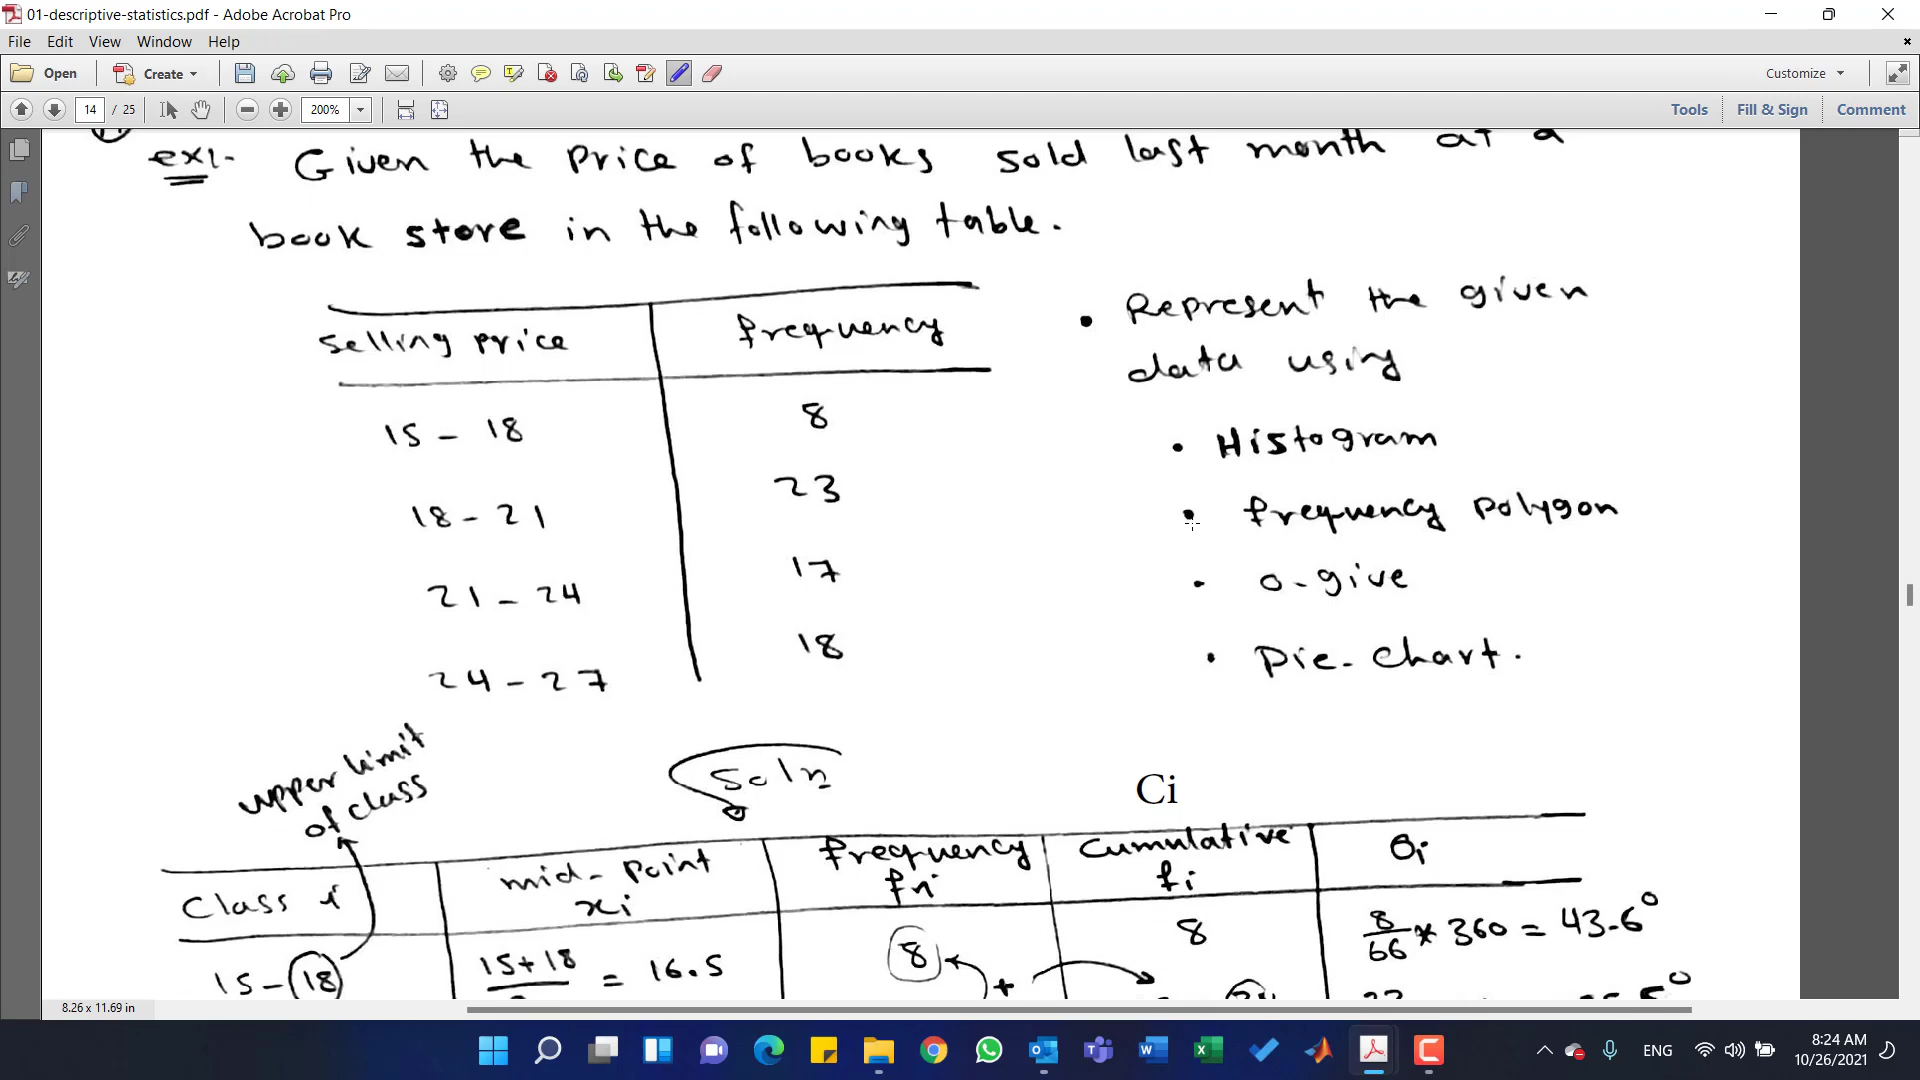 01-descriptive-statistics.pdf - Adobe Acrobat Pro
File Edit View Window Help
Open Create Customize
14 / 25 200% Tools Fill & Sign Comment
ex:- Given the price of books sold last month at a
book store in the following table.
selling price frequency
15 - 18 8
18 - 21 23
21 - 24 17
24 - 27 18
• Represent the given
data using
• Histogram
• frequency polygon
• o-give
• Pie-chart.
upper limit
of class
Soln
Ci
Class i mid-point xi frequency fi cumulative fi θi
15 - 18 15+18 = 16.5 8 + 8 8/66 * 360 = 43.6°
8.26 x 11.69 in
ENG
8:24 AM
10/26/2021